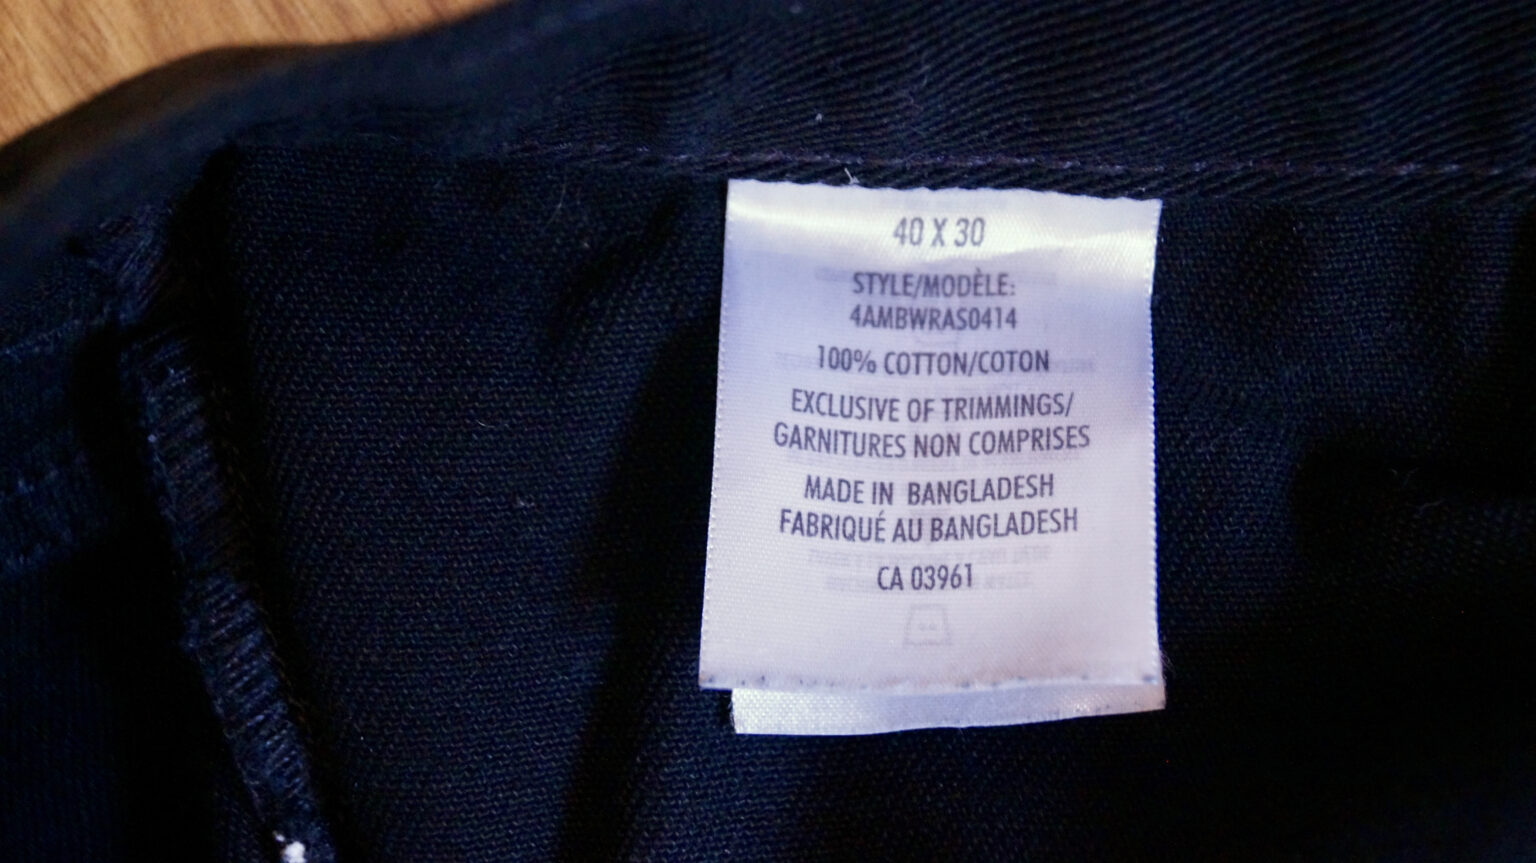 40 X 30
STYLE/MODÈLE:
4AMBWRAS0414
100% COTTON/COTON
EXCLUSIVE OF TRIMMINGS/
GARNITURES NON COMPRISES
MADE IN BANGLADESH
FABRIQUÉ AU BANGLADESH
CA 03961